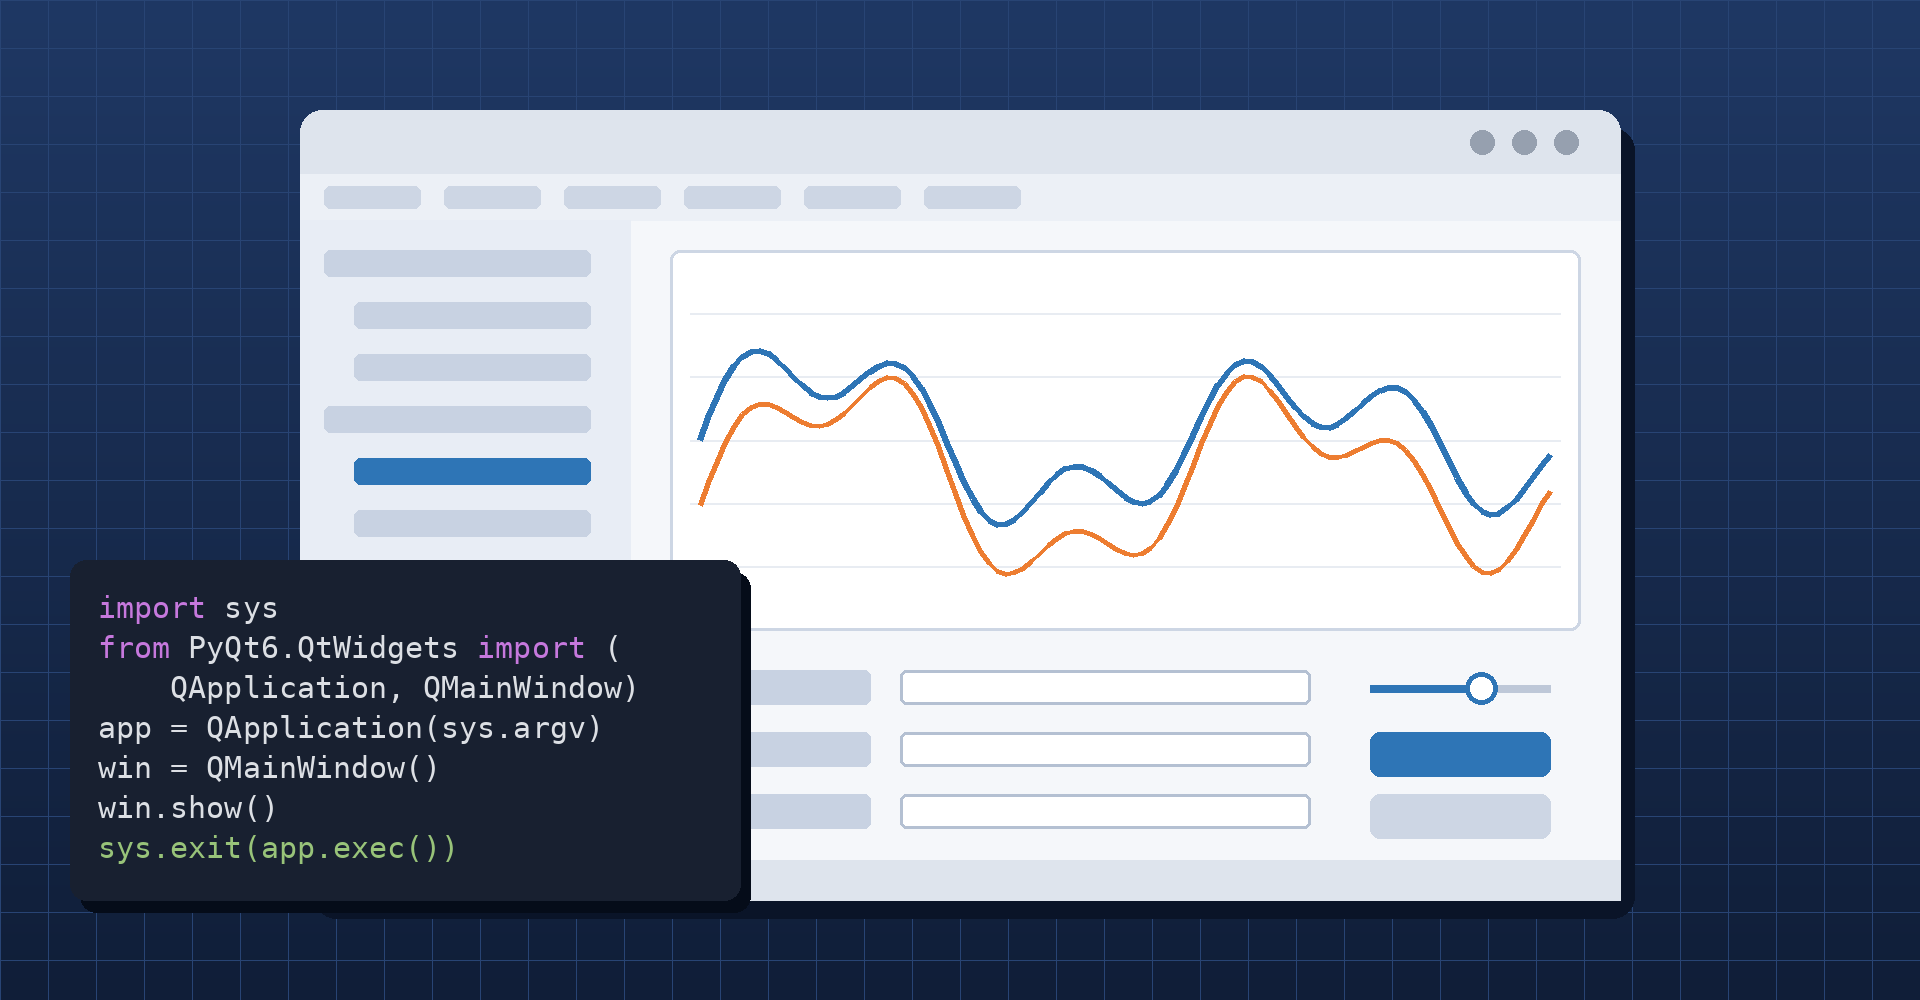 import sys
from PyQt6.QtWidgets import (
    QApplication, QMainWindow)
app = QApplication(sys.argv)
win = QMainWindow()
win.show()
sys.exit(app.exec())